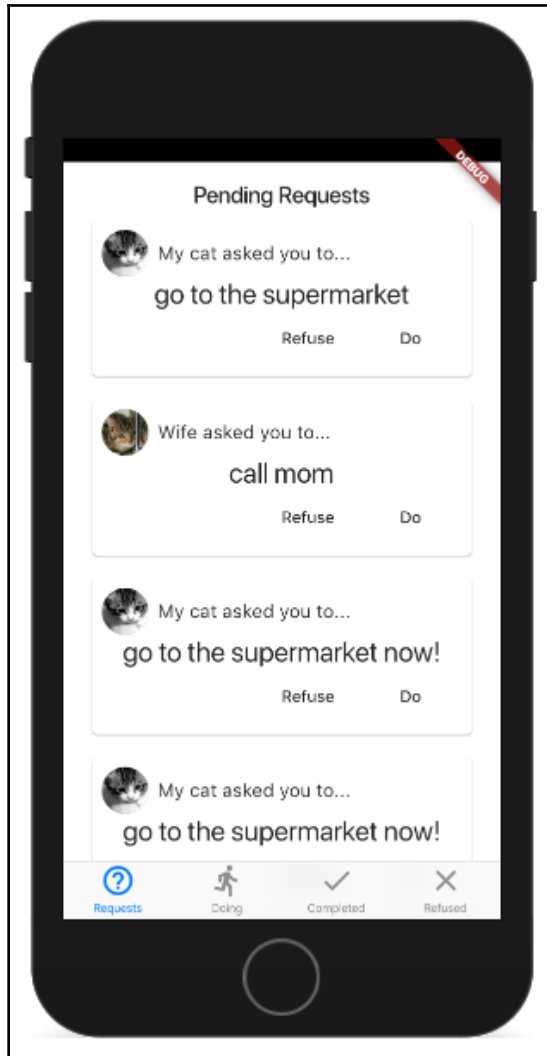 DEBUG
Pending Requests
My cat asked you to...
go to the supermarket
Refuse Do
Wife asked you to...
call mom
Refuse Do
My cat asked you to...
go to the supermarket now!
Refuse Do
My cat asked you to...
go to the supermarket now!
Requests Doing Completed Refused